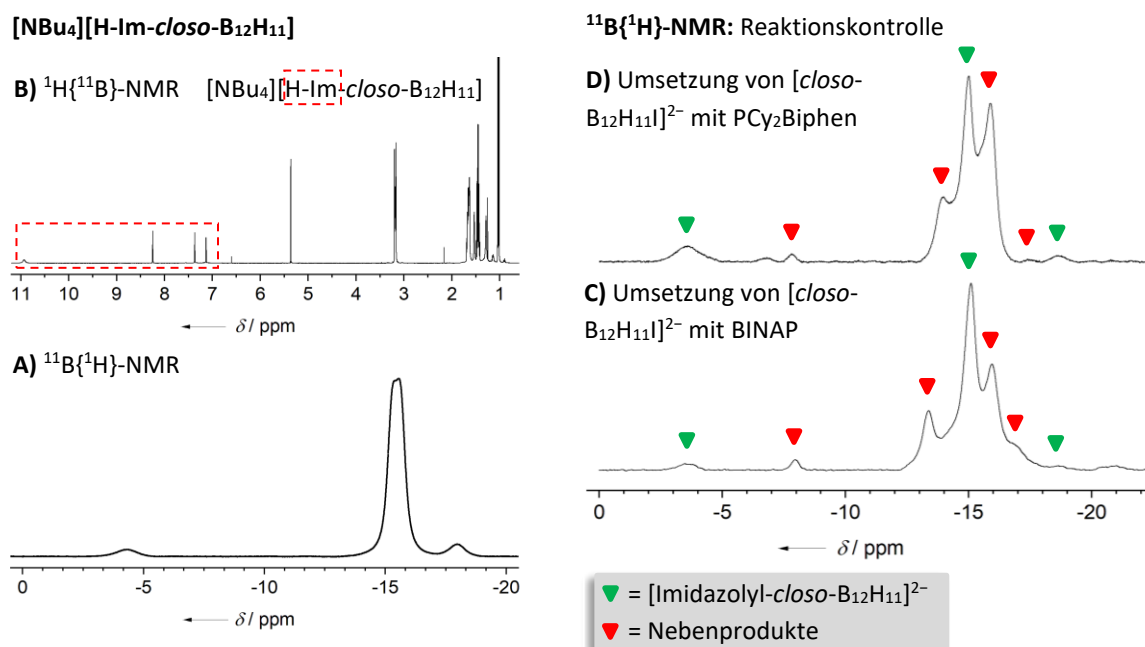 [NBu₄][H-Im-closo-B₁₂H₁₁]
B) ¹H{¹¹B}-NMR [NBu₄][H-Im-closo-B₁₂H₁₁]
11 10 9 8 7 6 5 4 3 2 1
δ / ppm
A) ¹¹B{¹H}-NMR
0 -5 -10 -15 -20
δ / ppm
¹¹B{¹H}-NMR: Reaktionskontrolle
D) Umsetzung von [closo-
B₁₂H₁₁I]²⁻ mit PCy₂Biphen
C) Umsetzung von [closo-
B₁₂H₁₁I]²⁻ mit BINAP
0 -5 -10 -15 -20
δ / ppm
= [Imidazolyl-closo-B₁₂H₁₁]²⁻
= Nebenprodukte